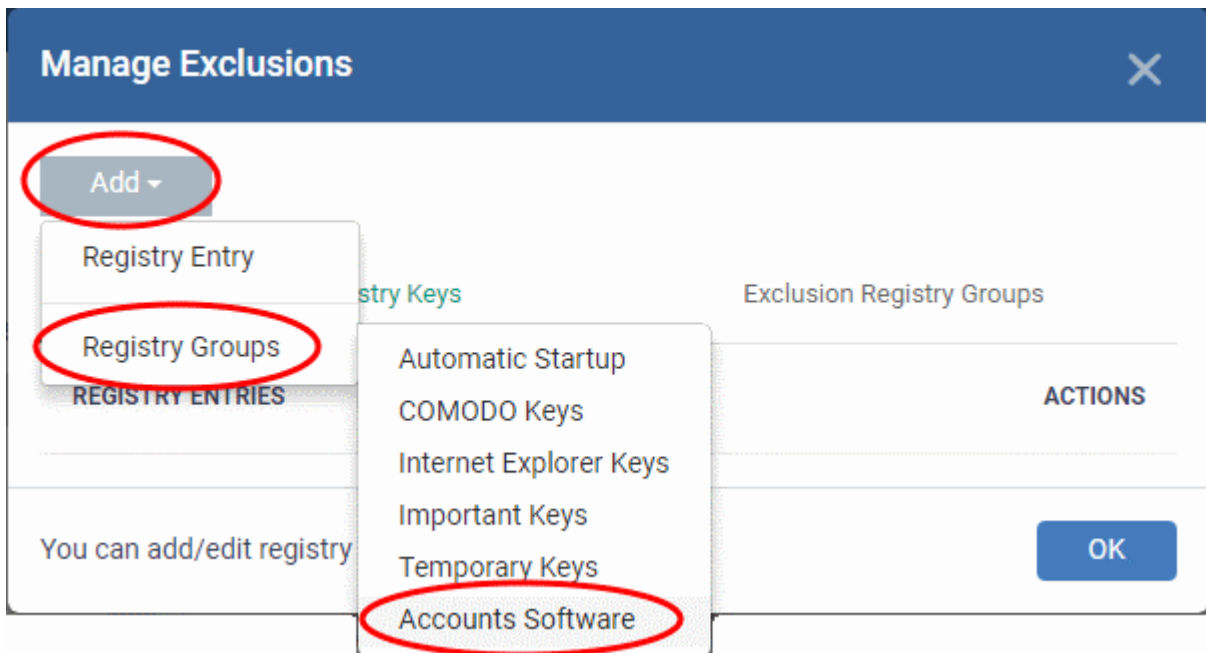 Manage Exclusions
Add
Registry Entry
stry Keys
Exclusion Registry Groups
Registry Groups
Automatic Startup
REGISTRY ENTRIES
ACTIONS
COMODO Keys
Internet Explorer Keys
Important Keys
You can add/edit registry
OK
Temporary Keys
Accounts Software